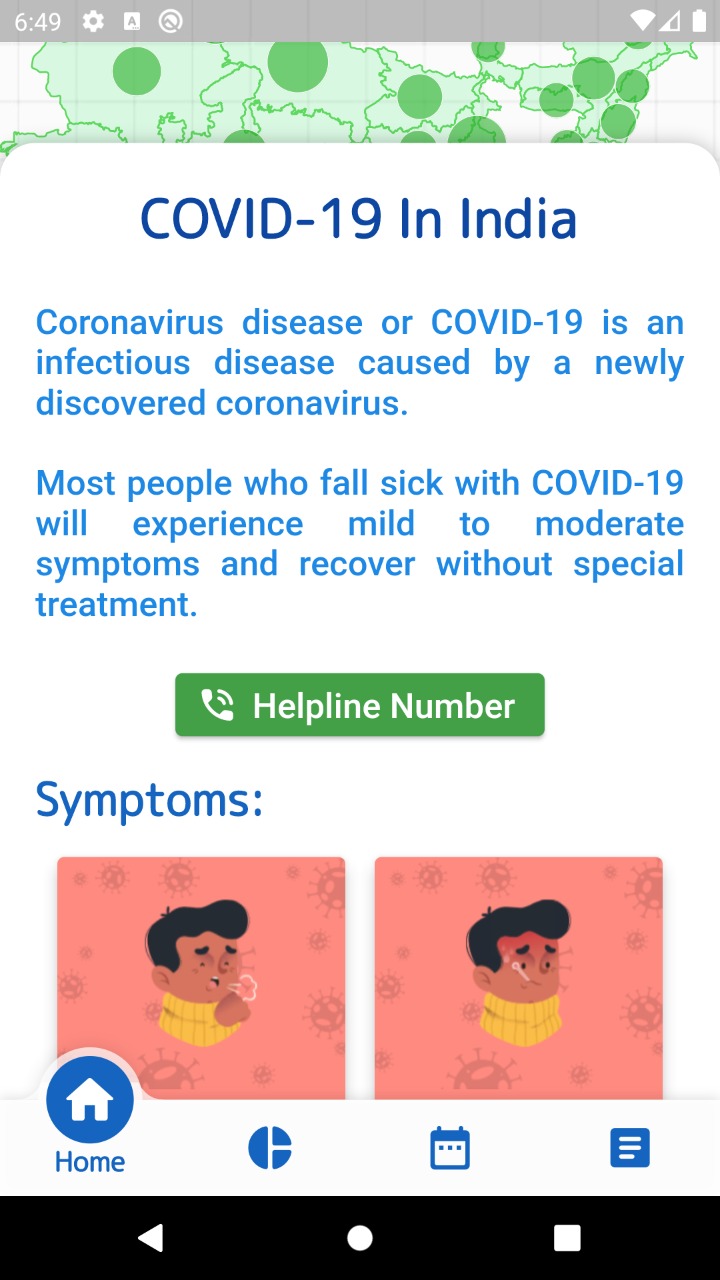 6:49
COVID-19 In India
Coronavirus disease or COVID-19 is an
infectious disease caused by a newly
discovered coronavirus.
Most people who fall sick with COVID-19
will experience mild to moderate
symptoms and recover without special
treatment.
Helpline Number
Symptoms:
Home